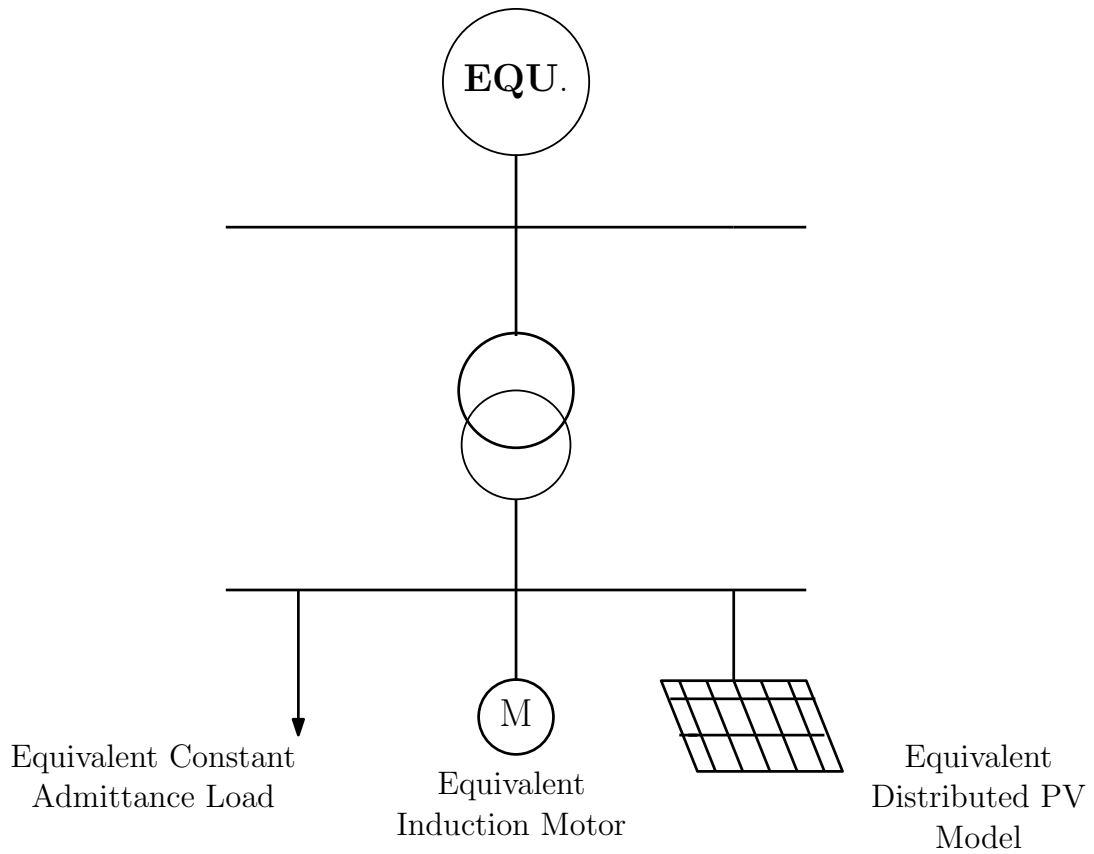 EQU.
M
Equivalent Constant
Admittance Load
Equivalent
Induction Motor
Equivalent
Distributed PV
Model